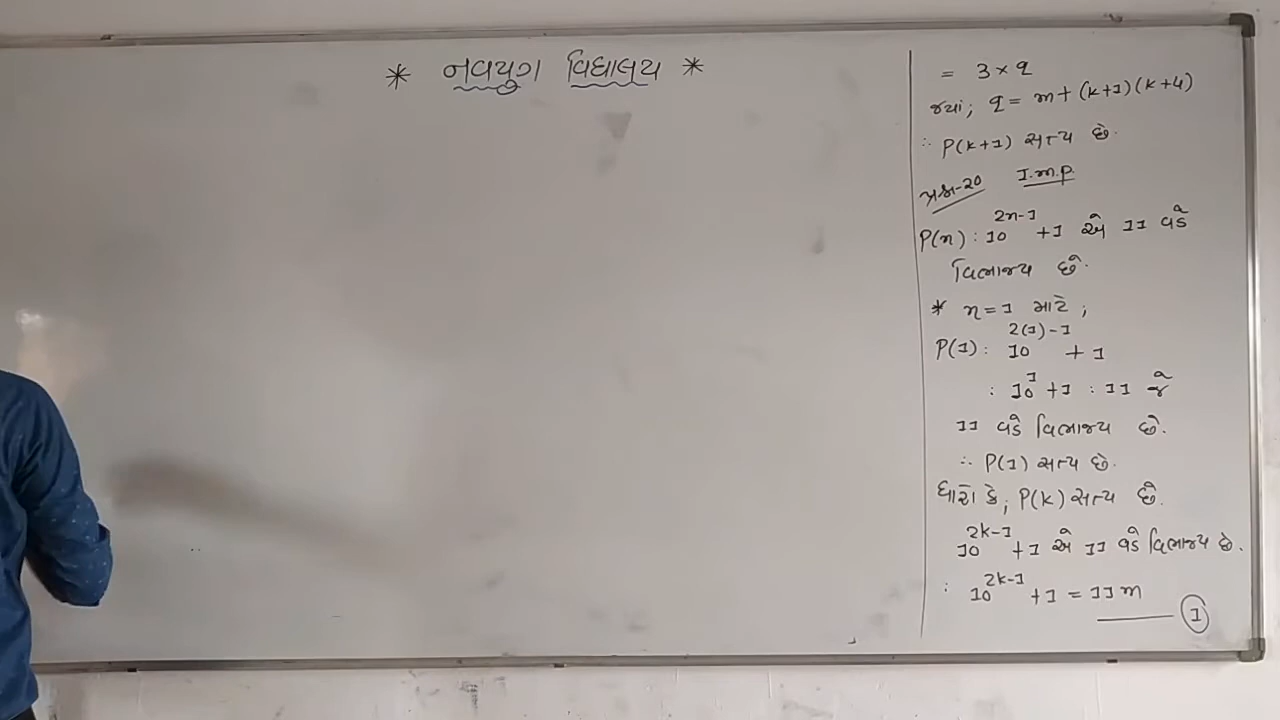 * નવયુગ વિદ્યાલય *
= 3 × q
જ્યાં; q = m + (k+1)(k+4)
∴ P(k+1) સત્ય છે.
પ્રશ્ન-20 I.m.p
P(n) : 10^{2n-1} + 1 એ 11 વડે
વિભાજ્ય છે.
* n = 1 માટે ;
P(1) : 10^{2(1)-1} + 1
: 10^1 + 1 : 11 જે
11 વડે વિભાજ્ય છે.
∴ P(1) સત્ય છે.
ધારો કે, P(k) સત્ય છે.
10^{2k-1} + 1 એ 11 વડે વિભાજ્ય છે.
: 10^{2k-1} + 1 = 11m
——— ①